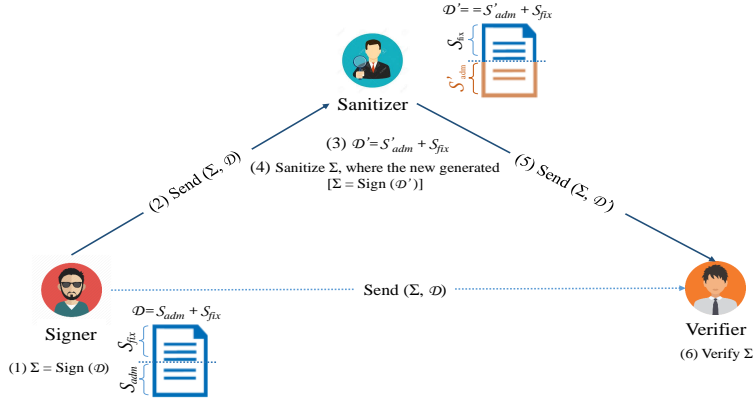 𝒟'= =S'adm + Sfix
Sfix
S'adm
Sanitizer
(3) 𝒟'=S'adm + Sfix
(4) Sanitize Σ, where the new generated
[Σ = Sign (𝒟')]
(2) Send (Σ, 𝒟)
(5) Send (Σ, 𝒟')
Send (Σ, 𝒟)
Signer
𝒟=Sadm + Sfix
Sfix
Sadm
(1) Σ = Sign (𝒟)
Verifier
(6) Verify Σ